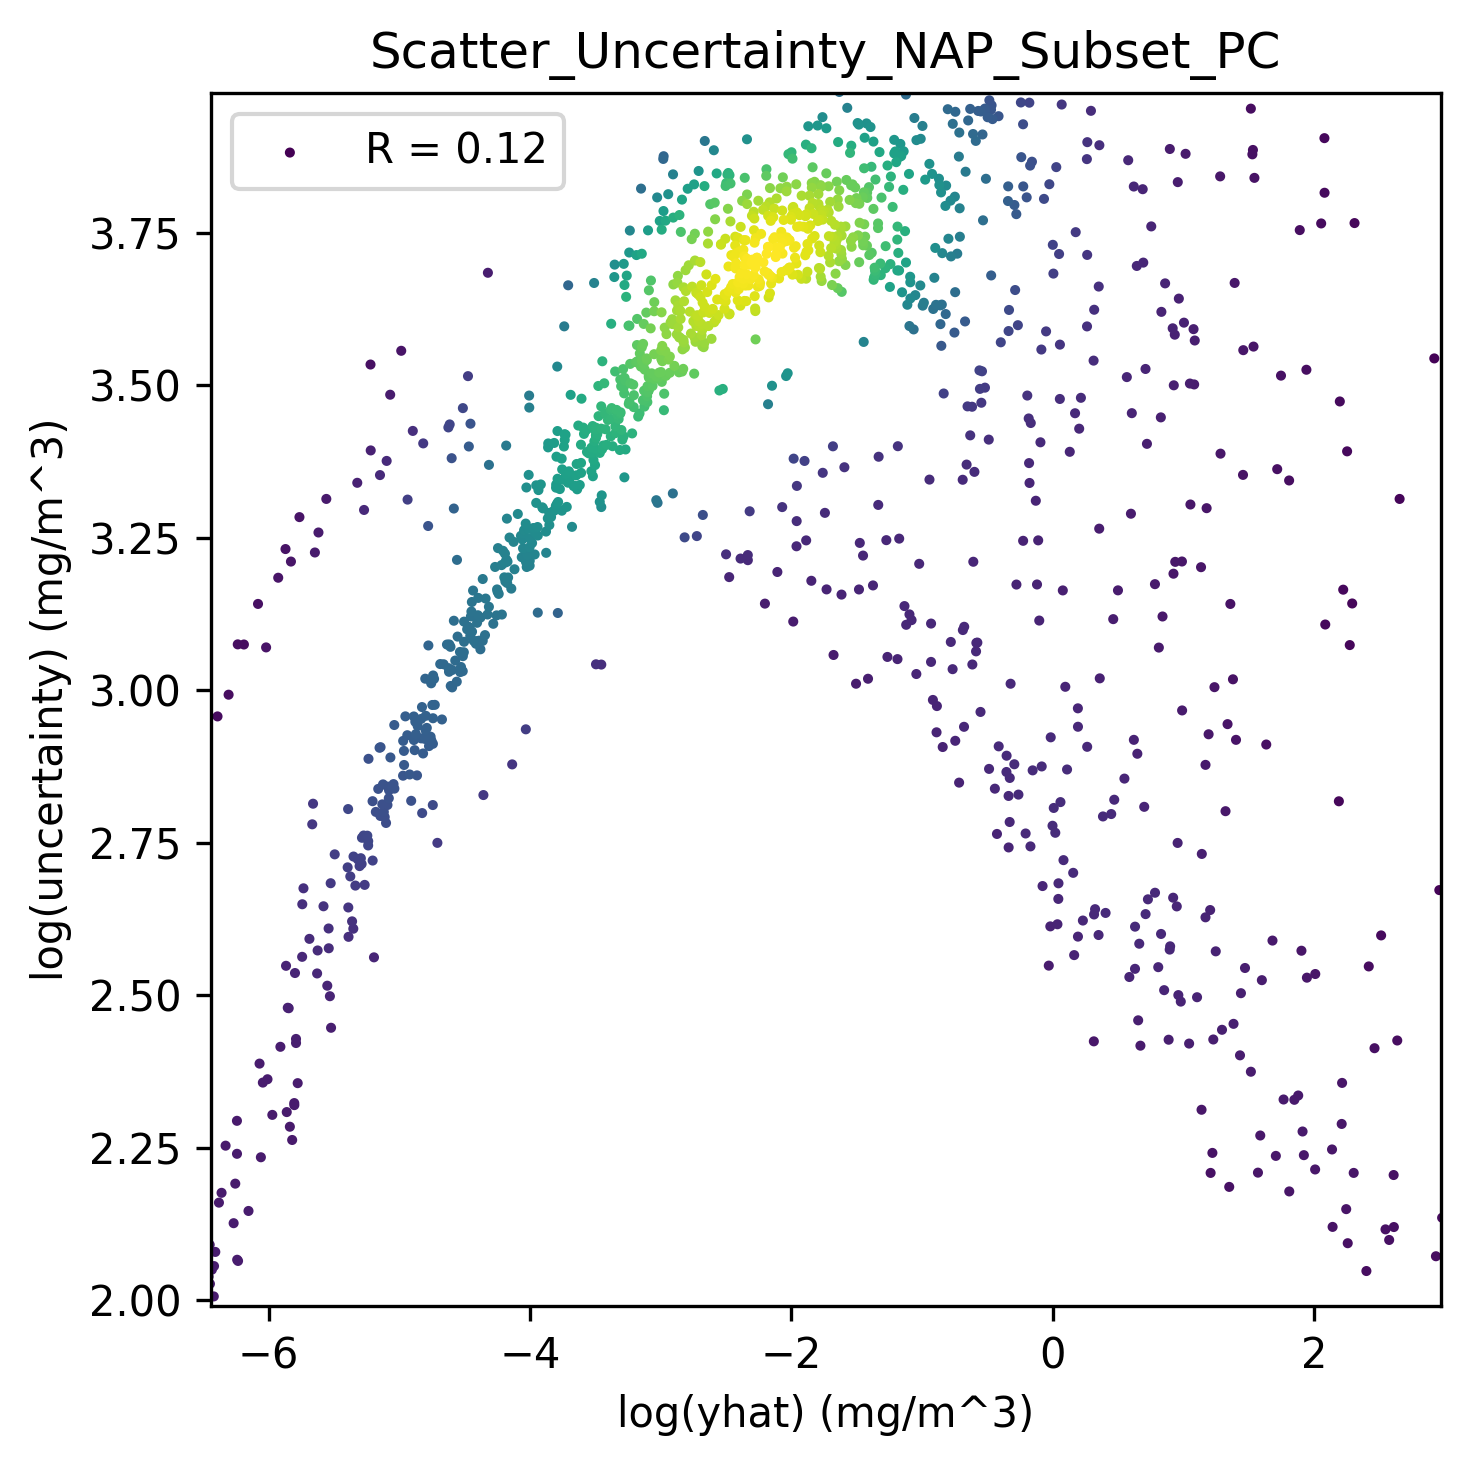 Scatter_Uncertainty_NAP_Subset_PC
R = 0.12
log(uncertainty) (mg/m^3)
3.75
3.50
3.25
3.00
2.75
2.50
2.25
2.00
−6 −4 −2 0 2
log(yhat) (mg/m^3)